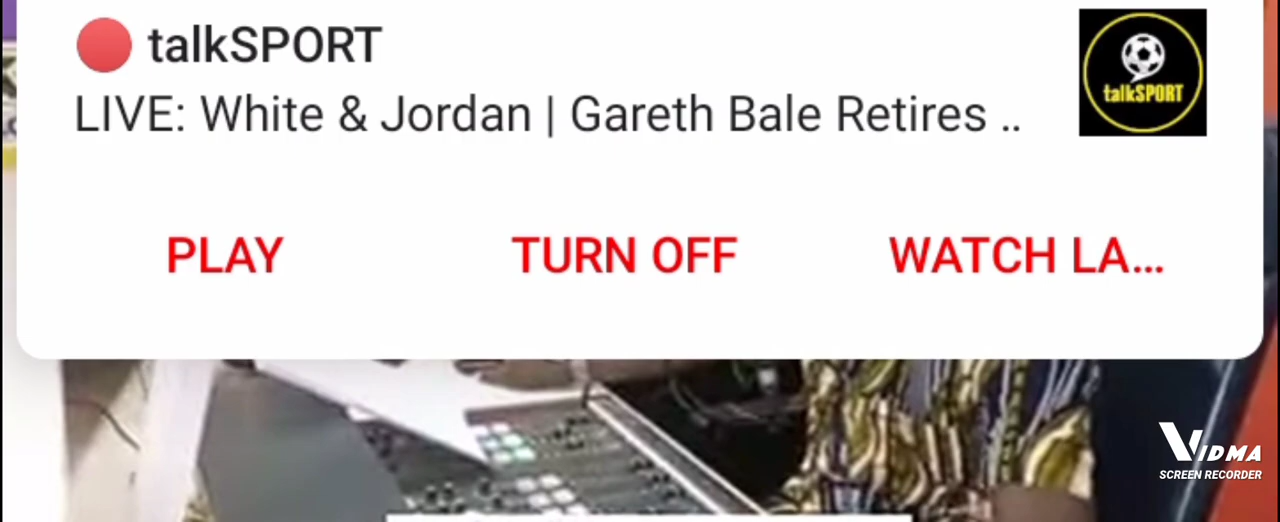 🔴 talkSPORT
LIVE: White & Jordan | Gareth Bale Retires ..
talkSPORT
PLAY
TURN OFF
WATCH LA...
VIDMA
SCREEN RECORDER